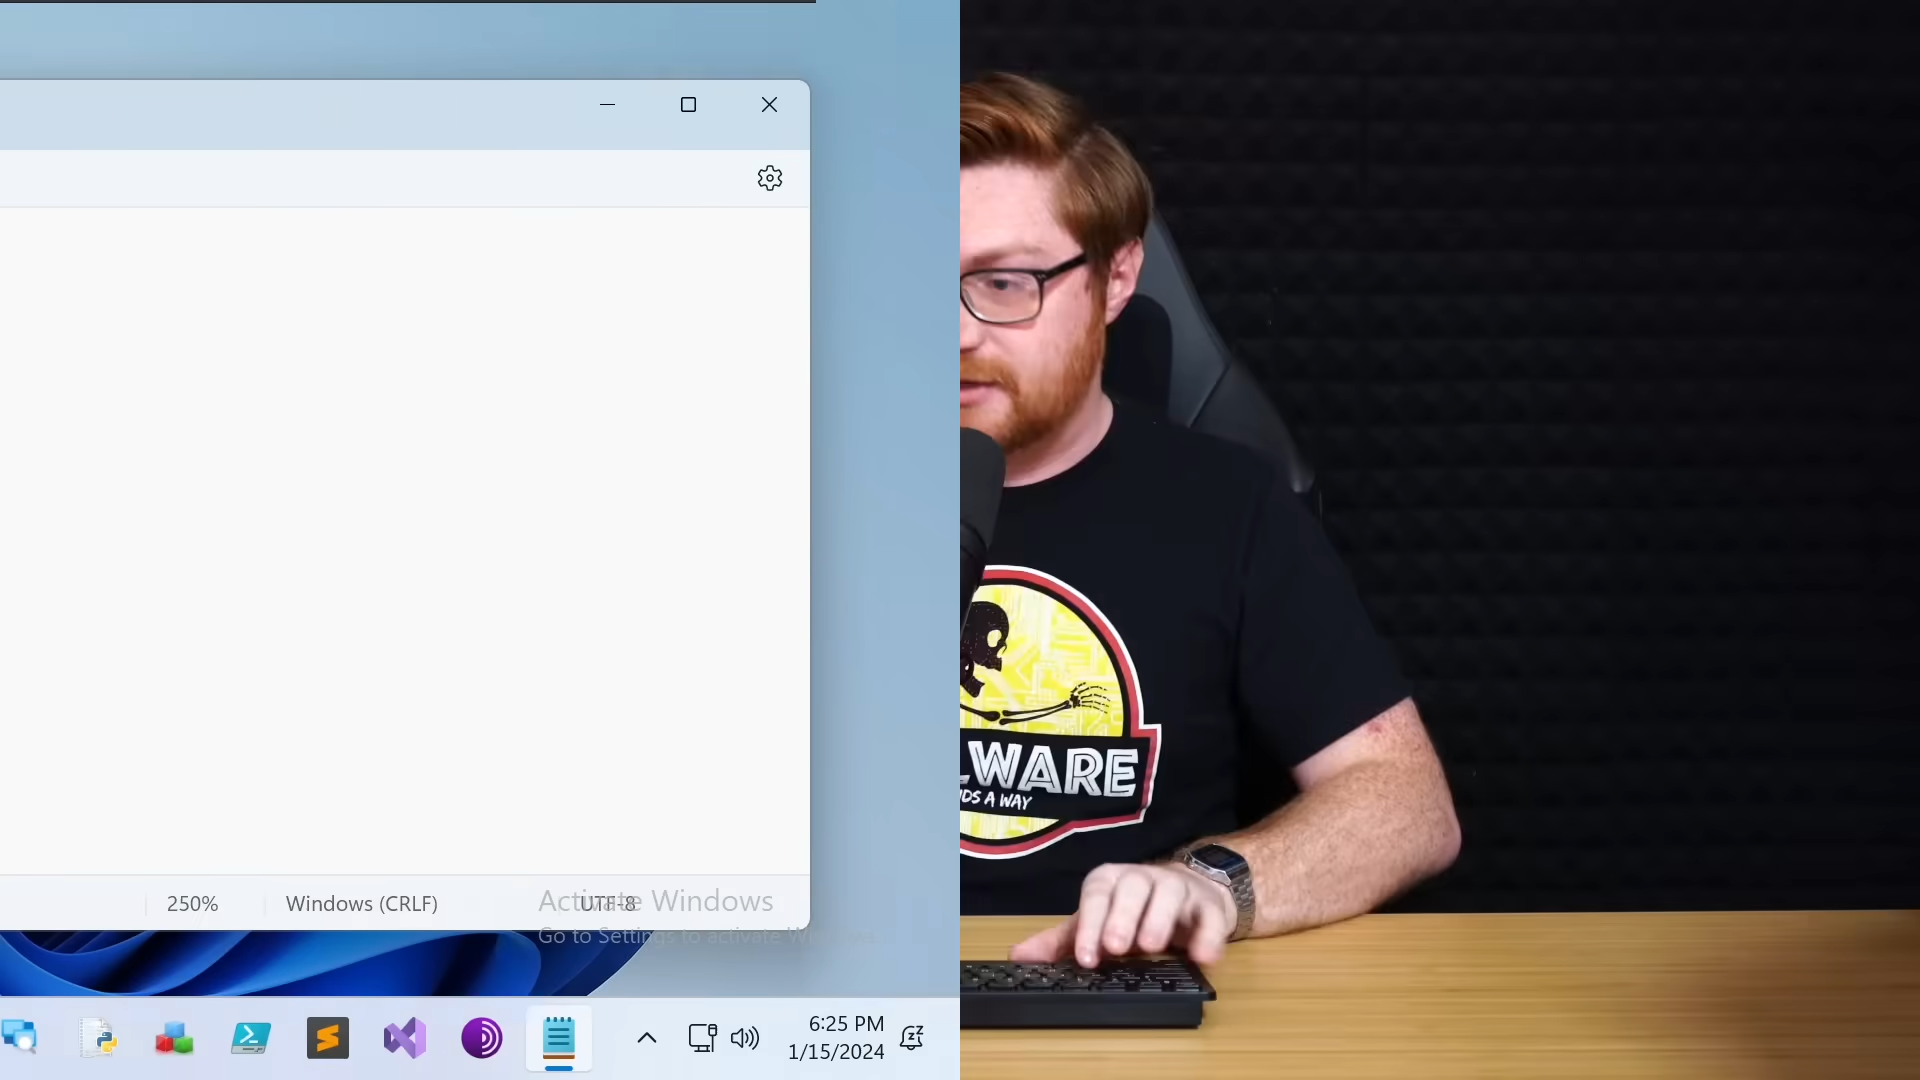 250%
Windows (CRLF)
UTF-8
Activate Windows
Go to Settings to activate Windows.
6:25 PM
1/15/2024
WARE
NDS A WAY